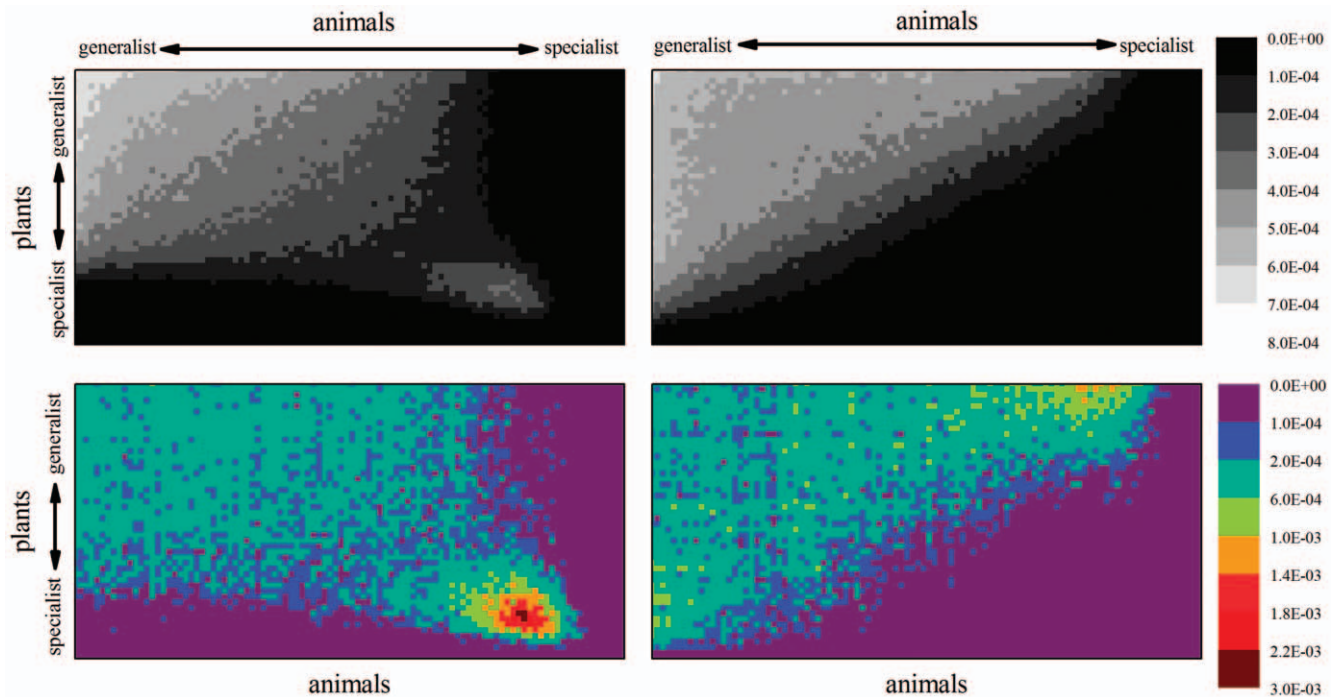 animals
generalist specialist generalist specialist
plants
generalist
specialist
0.0E+00
1.0E-04
2.0E-04
3.0E-04
4.0E-04
5.0E-04
6.0E-04
7.0E-04
8.0E-04
plants
generalist
specialist
0.0E+00
1.0E-04
2.0E-04
6.0E-04
1.0E-03
1.4E-03
1.8E-03
2.2E-03
3.0E-03
animals animals